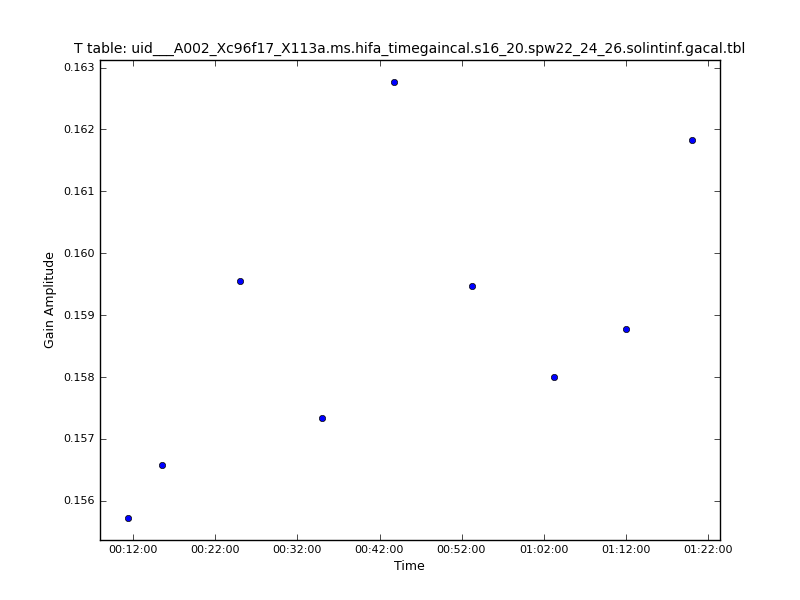 T table: uid___A002_Xc96f17_X113a.ms.hifa_timegaincal.s16_20.spw22_24_26.solintinf.gacal.tbl
0.163
0.162
0.161
0.160
0.159
0.158
0.157
0.156
Gain Amplitude
00:12:00 00:22:00 00:32:00 00:42:00 00:52:00 01:02:00 01:12:00 01:22:00
Time